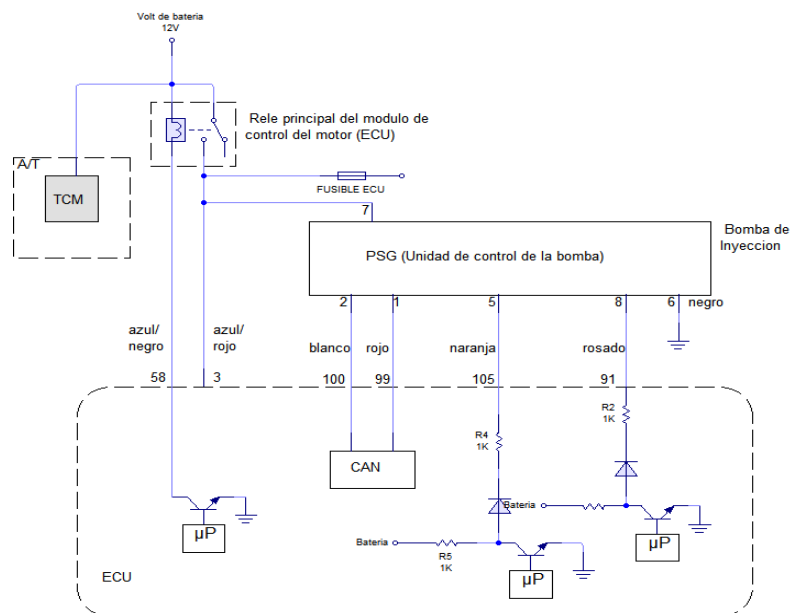 Volt de bateria
12V
Rele principal del modulo de
control del motor (ECU)
A/T
TCM
FUSIBLE ECU
7
Bomba de
Inyeccion
PSG (Unidad de control de la bomba)
2
1
5
8
6
negro
azul/
negro
azul/
rojo
blanco
rojo
naranja
rosado
58
3
100
99
105
91
R2
1K
R4
1K
CAN
Bateria
Bateria
R5
1K
µP
µP
µP
ECU